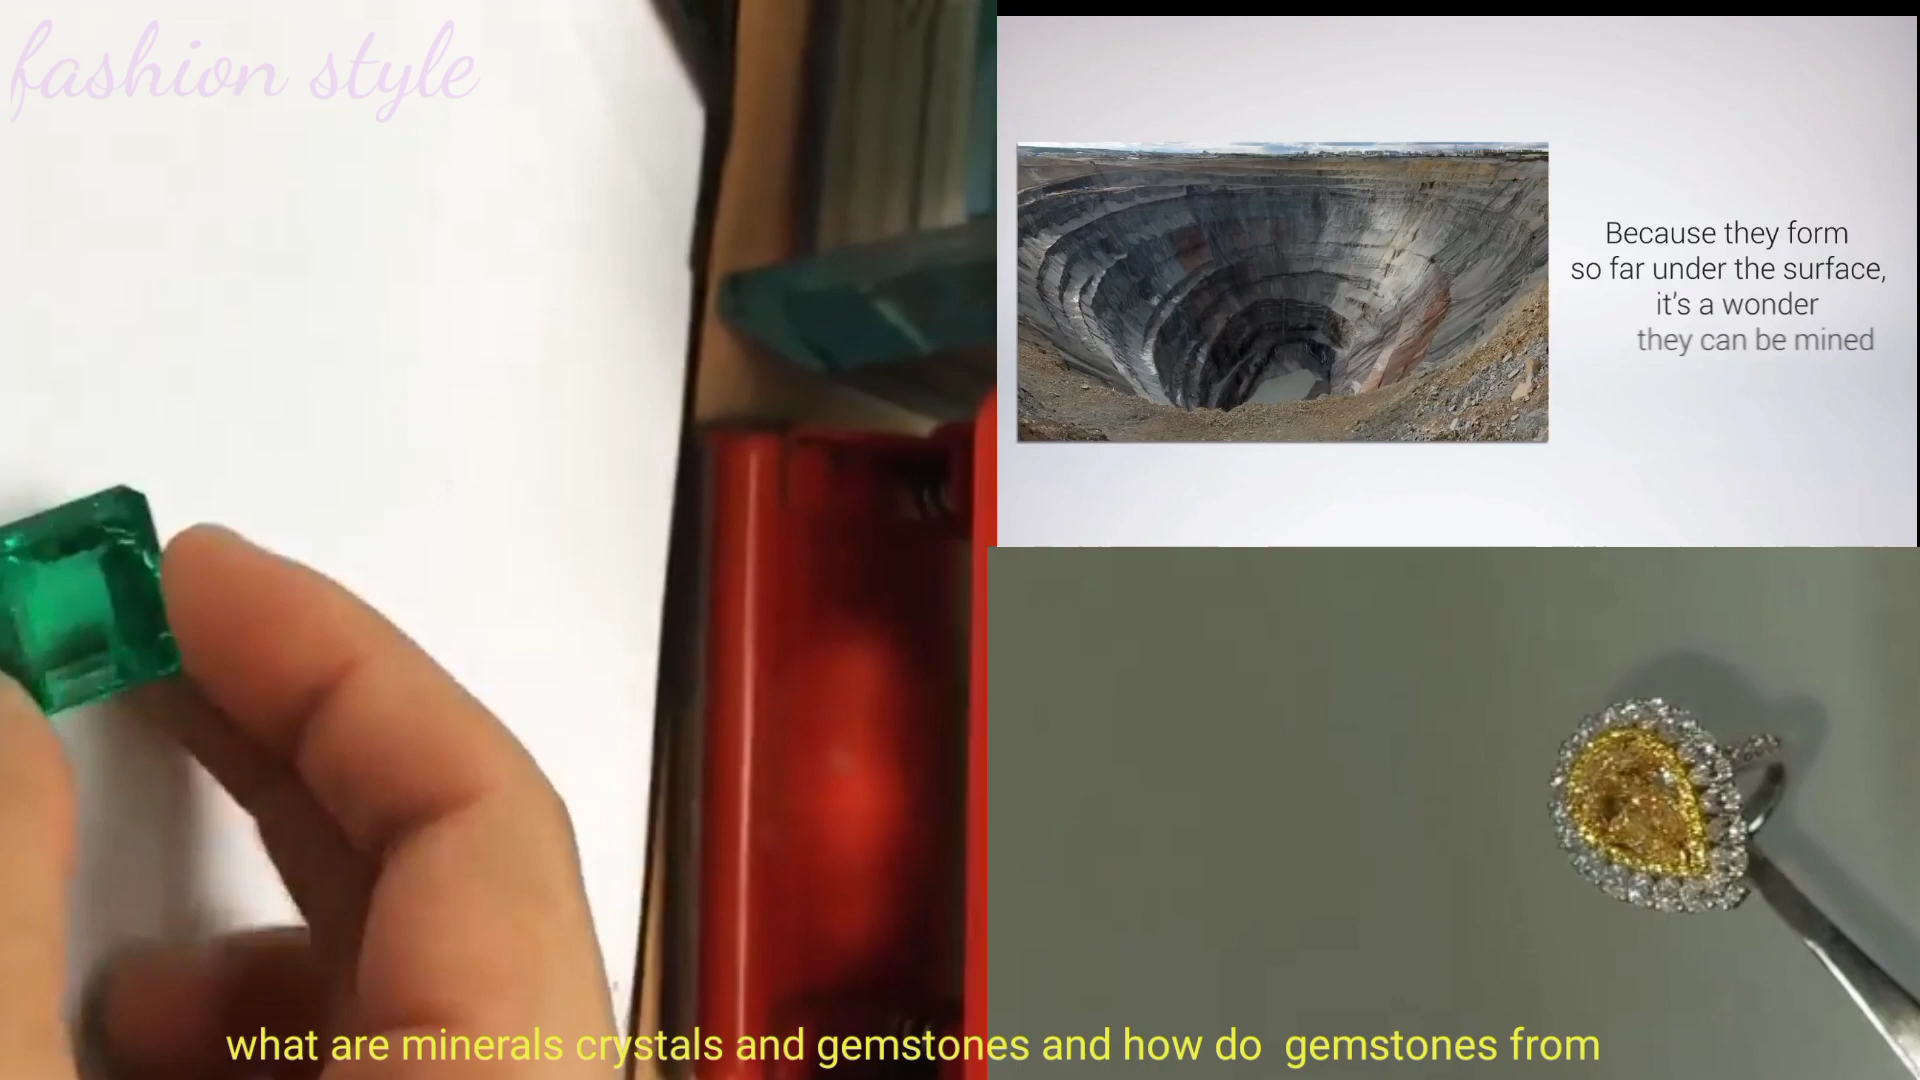 fashion style
Because they form
so far under the surface,
it's a wonder
they can be mined
what are minerals crystals and gemstones and how do  gemstones from